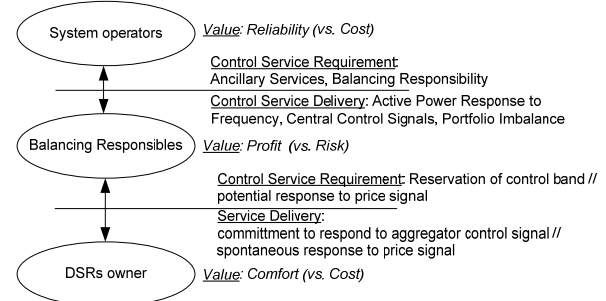 System operators
Value: Reliability (vs. Cost)
Control Service Requirement:
Ancillary Services, Balancing Responsibility
Control Service Delivery: Active Power Response to
Frequency, Central Control Signals, Portfolio Imbalance
Balancing Responsibles
Value: Profit (vs. Risk)
Control Service Requirement: Reservation of control band //
potential response to price signal
Service Delivery:
committment to respond to aggregator control signal //
spontaneous response to price signal
DSRs owner
Value: Comfort (vs. Cost)